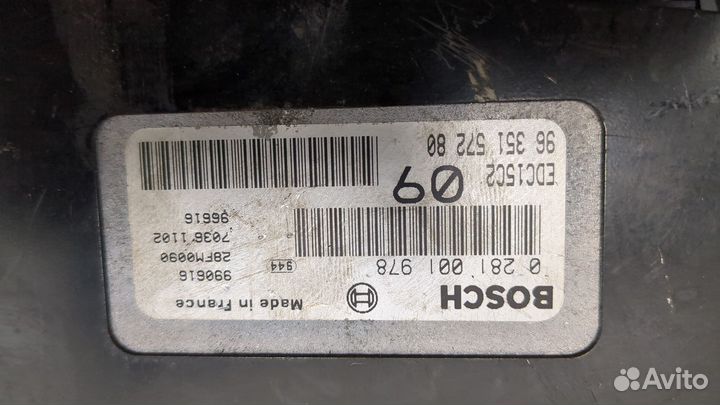 BOSCH
Made in France
0 281 001 978
944
990616
28FM0090
7036 1102
96616
09
EDC15C2
96 351 572 80
Avito